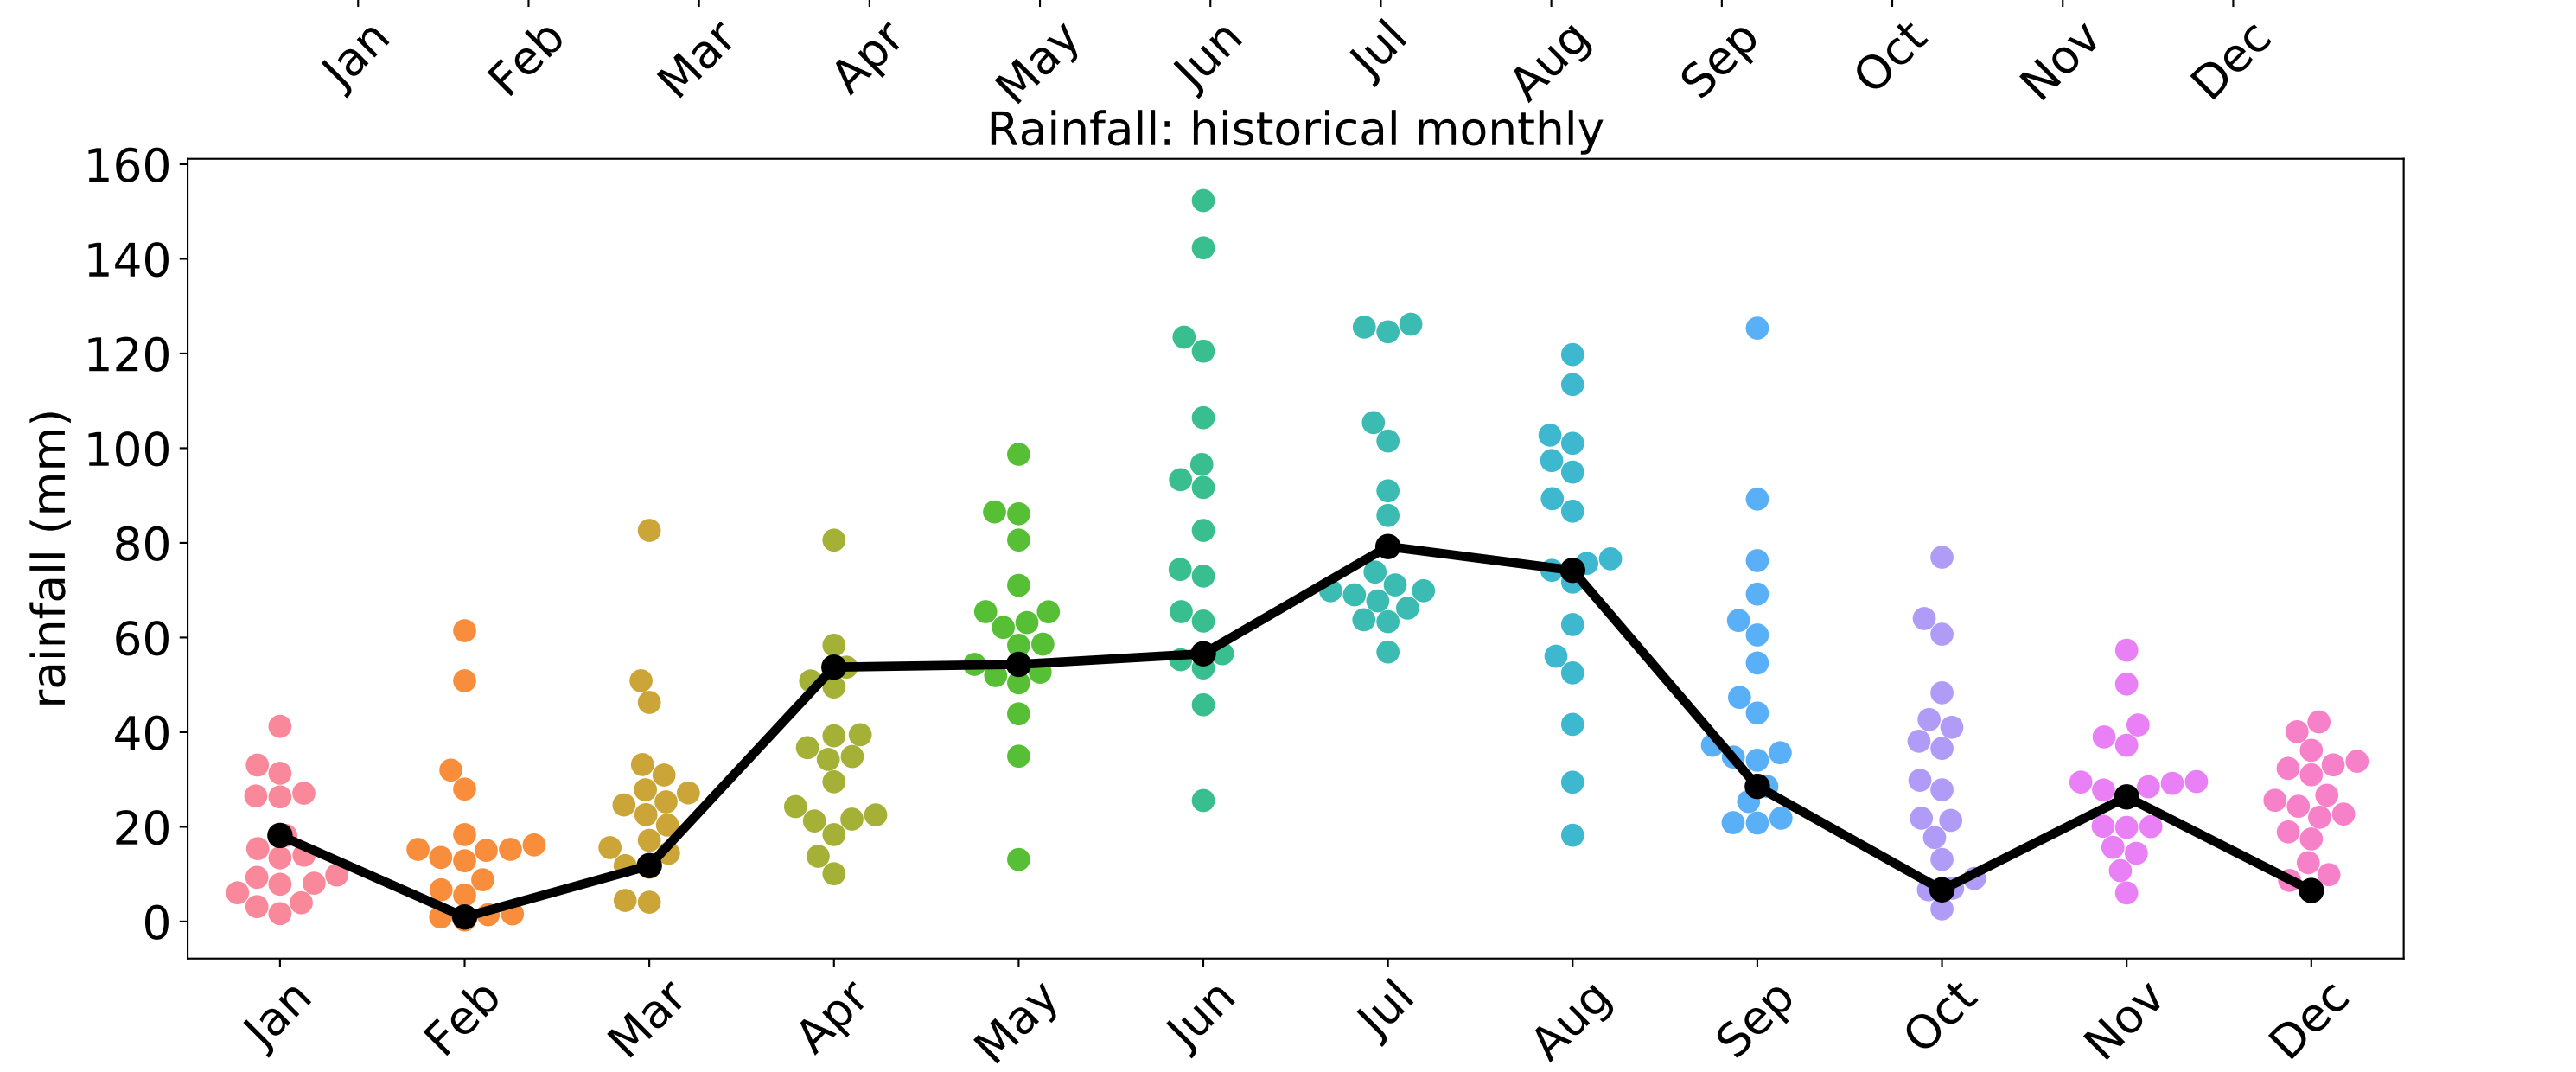 Jan Feb Mar Apr May Jun Jul Aug Sep Oct Nov Dec
Rainfall: historical monthly
160
140
120
100
80
60
40
20
0
rainfall (mm)
Jan Feb Mar Apr May Jun Jul Aug Sep Oct Nov Dec